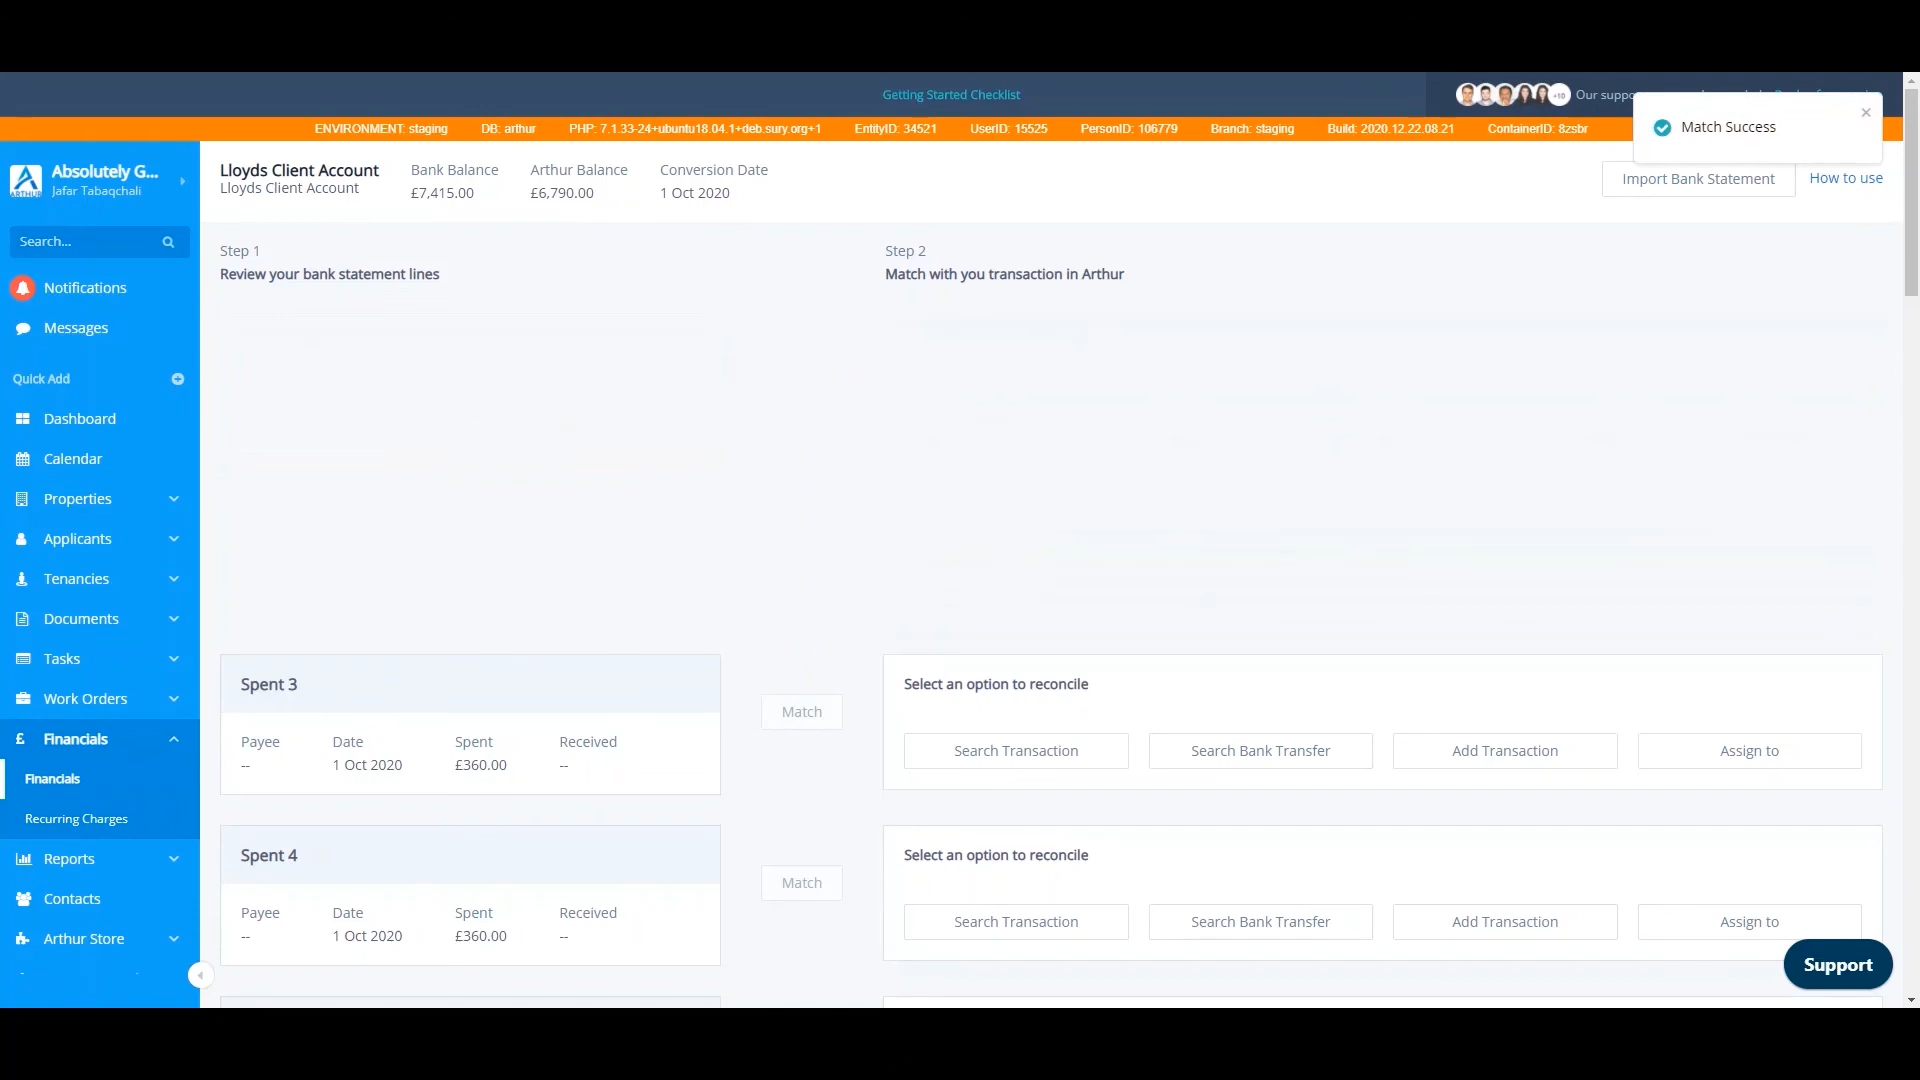 Getting Started Checklist
+10 Our suppo
ENVIRONMENT: staging DB: arthur PHP: 7.1.33-24+ubuntu18.04.1+deb.sury.org+1 EntityID: 34521 UserID: 15525 PersonID: 106779 Branch: staging Build: 2020.12.22.08.21 ContainerID: 8zsbr
Match Success
ARTHUR
Absolutely G...
Jafar Tabaqchali
Search...
Notifications
Messages
Quick Add
Dashboard
Calendar
Properties
Applicants
Tenancies
Documents
Tasks
Work Orders
£ Financials
Financials
Recurring Charges
Reports
Contacts
Arthur Store
Lloyds Client Account
Lloyds Client Account
Bank Balance
£7,415.00
Arthur Balance
£6,790.00
Conversion Date
1 Oct 2020
Import Bank Statement
How to use
Step 1
Review your bank statement lines
Step 2
Match with you transaction in Arthur
Spent 3
Payee Date Spent Received
-- 1 Oct 2020 £360.00 --
Match
Select an option to reconcile
Search Transaction Search Bank Transfer Add Transaction Assign to
Spent 4
Payee Date Spent Received
-- 1 Oct 2020 £360.00 --
Match
Select an option to reconcile
Search Transaction Search Bank Transfer Add Transaction Assign to
Support